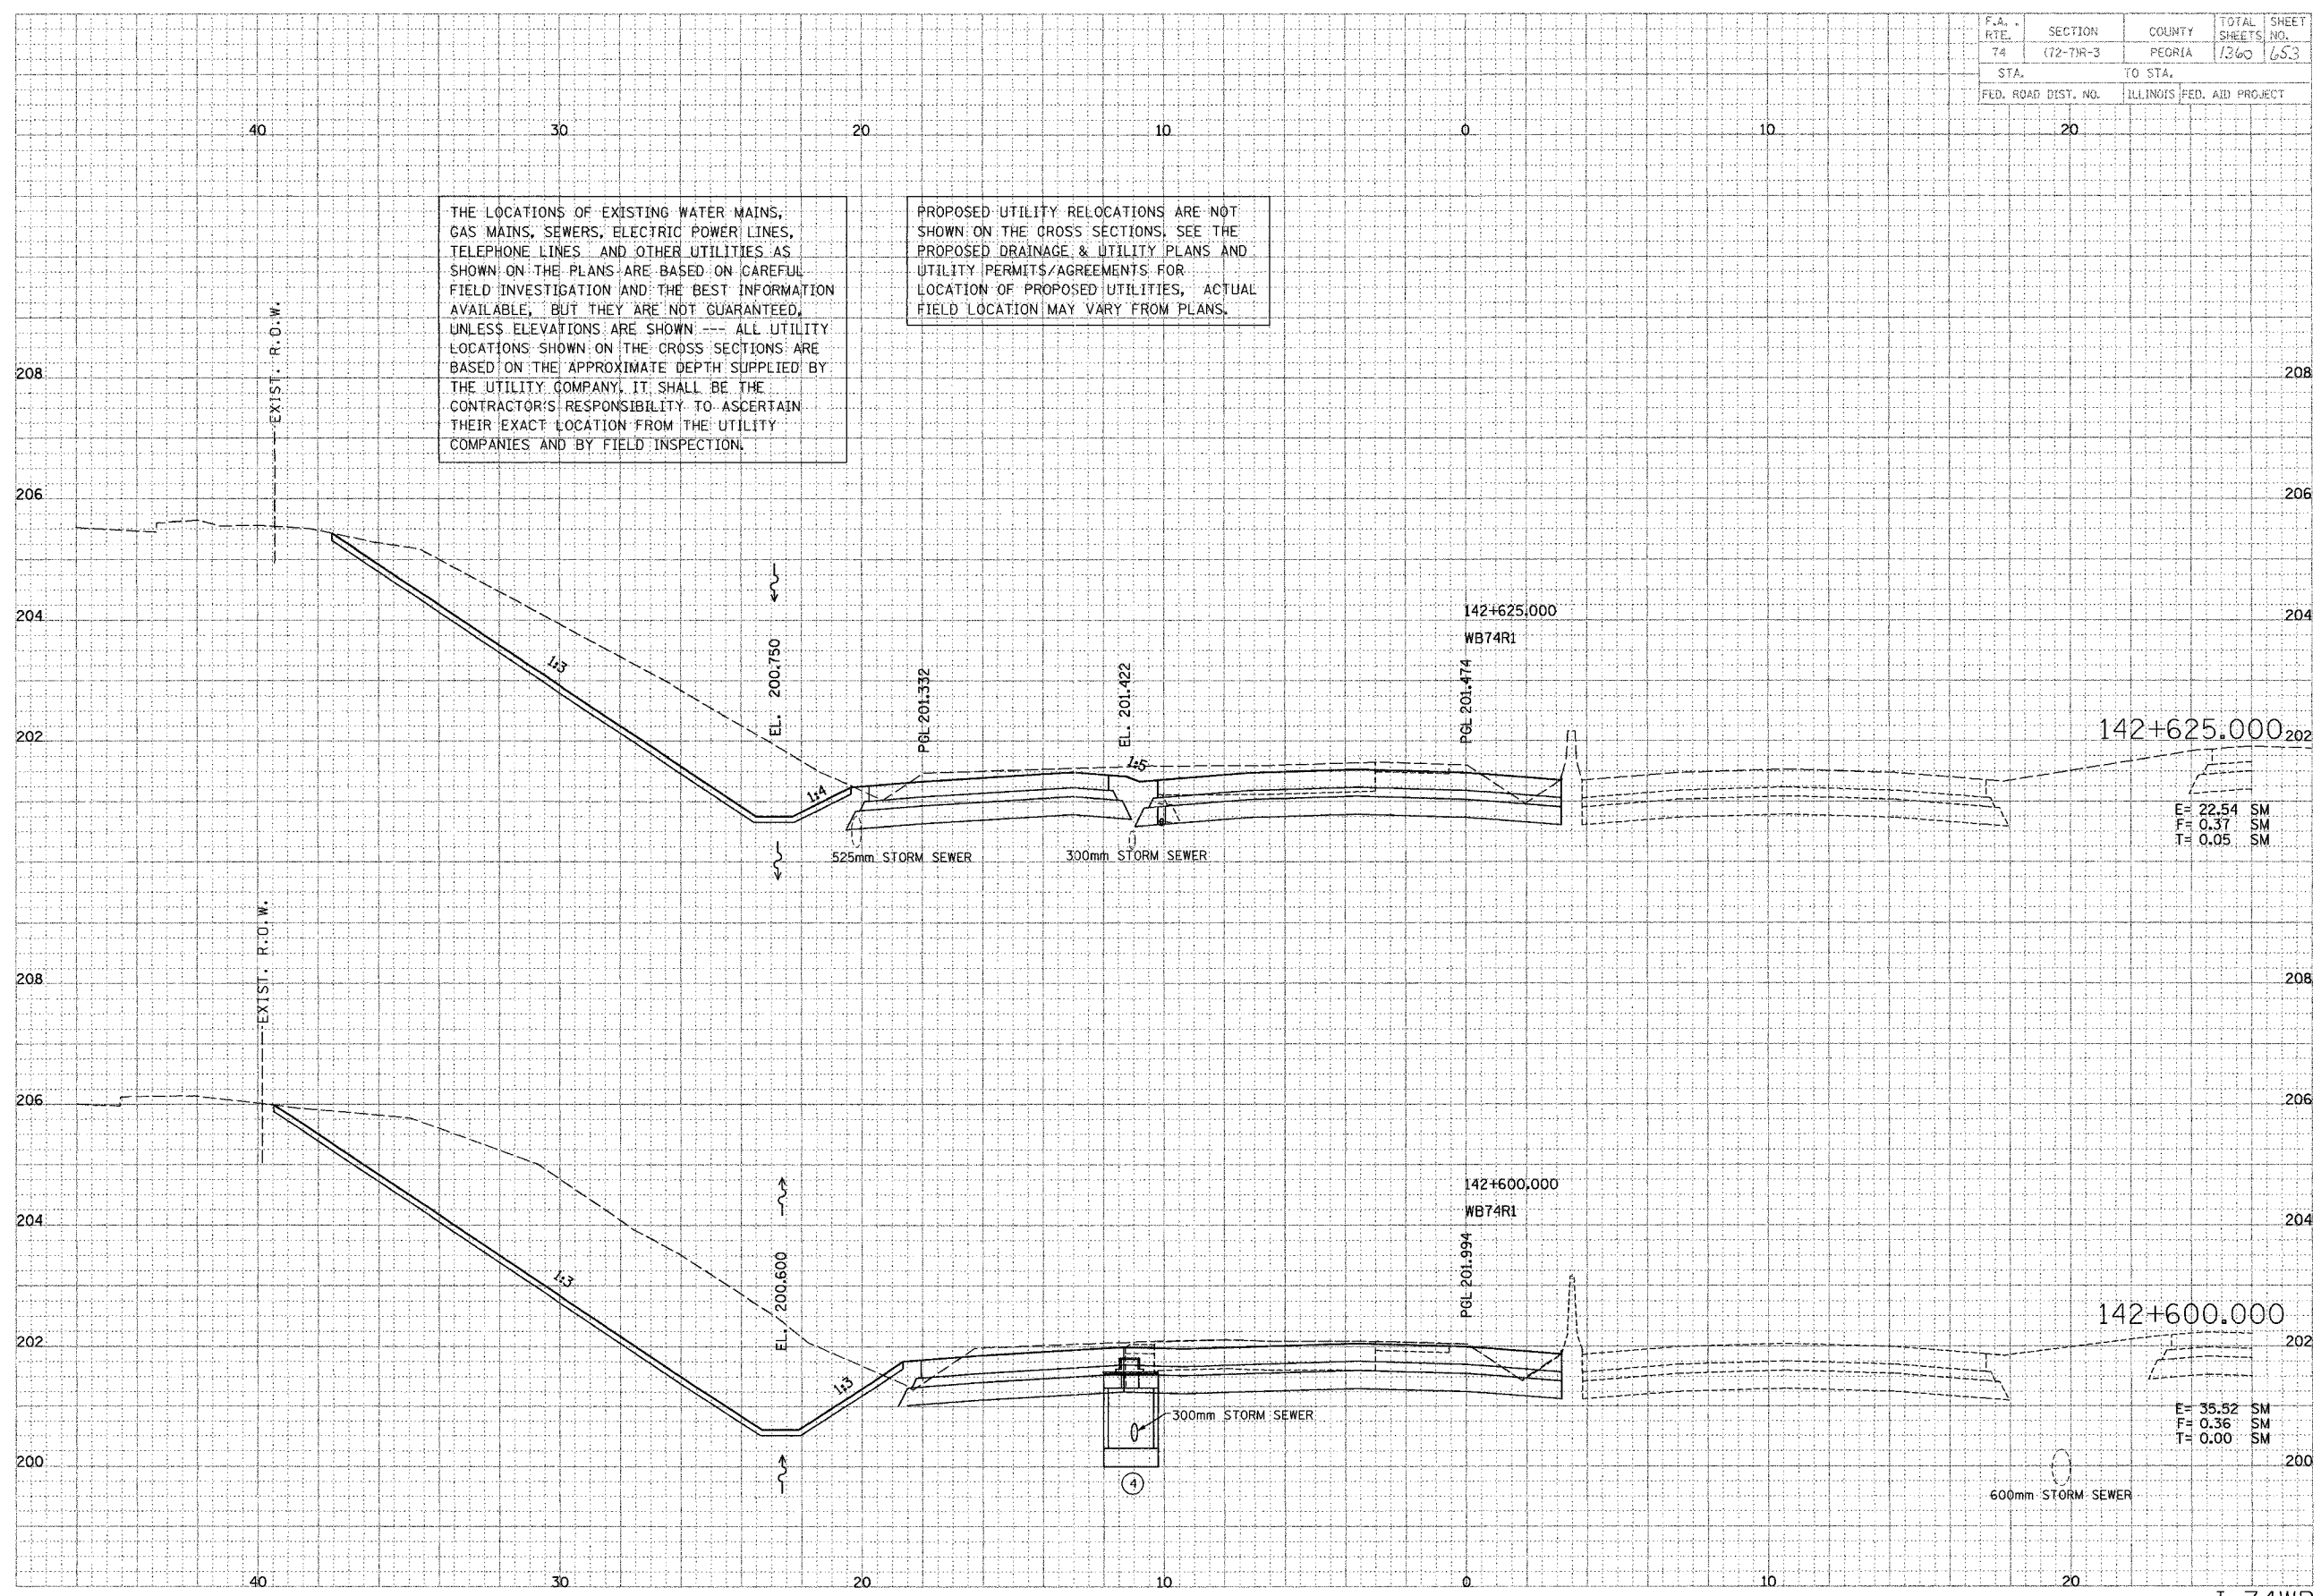 F.A. . RTE. SECTION COUNTY TOTAL SHEETS SHEET NO.
74 (72-7)R-3 PEORIA 1360 653
STA. TO STA.
FED. ROAD DIST. NO. ILLINOIS FED. AID PROJECT
40 30 20 10 0 10 20
THE LOCATIONS OF EXISTING WATER MAINS,
GAS MAINS, SEWERS, ELECTRIC POWER LINES,
TELEPHONE LINES AND OTHER UTILITIES AS
SHOWN ON THE PLANS ARE BASED ON CAREFUL
FIELD INVESTIGATION AND THE BEST INFORMATION
AVAILABLE, BUT THEY ARE NOT GUARANTEED,
UNLESS ELEVATIONS ARE SHOWN --- ALL UTILITY
LOCATIONS SHOWN ON THE CROSS SECTIONS ARE
BASED ON THE APPROXIMATE DEPTH SUPPLIED BY
THE UTILITY COMPANY. IT SHALL BE THE
CONTRACTOR'S RESPONSIBILITY TO ASCERTAIN
THEIR EXACT LOCATION FROM THE UTILITY
COMPANIES AND BY FIELD INSPECTION.
PROPOSED UTILITY RELOCATIONS ARE NOT
SHOWN ON THE CROSS SECTIONS. SEE THE
PROPOSED DRAINAGE & UTILITY PLANS AND
UTILITY PERMITS/AGREEMENTS FOR
LOCATION OF PROPOSED UTILITIES, ACTUAL
FIELD LOCATION MAY VARY FROM PLANS.
EXIST. R.O.W.
208 208
206 206
204 204
142+625.000
WB74R1
1:3
EL. 200.750
PGL 201.332
EL. 201.422
PGL 201.474
142+625.000
202 202
1:5
1:4
E= 22.54 SM
F= 0.37 SM
T= 0.05 SM
525mm STORM SEWER
300mm STORM SEWER
EXIST. R.O.W.
208 208
206 206
204 204
142+600.000
WB74R1
1:3
EL. 200.600
PGL 201.994
142+600.000
202 202
1:3
E= 35.52 SM
F= 0.36 SM
T= 0.00 SM
300mm STORM SEWER
200 200
4
600mm STORM SEWER
40 30 20 10 0 10 20